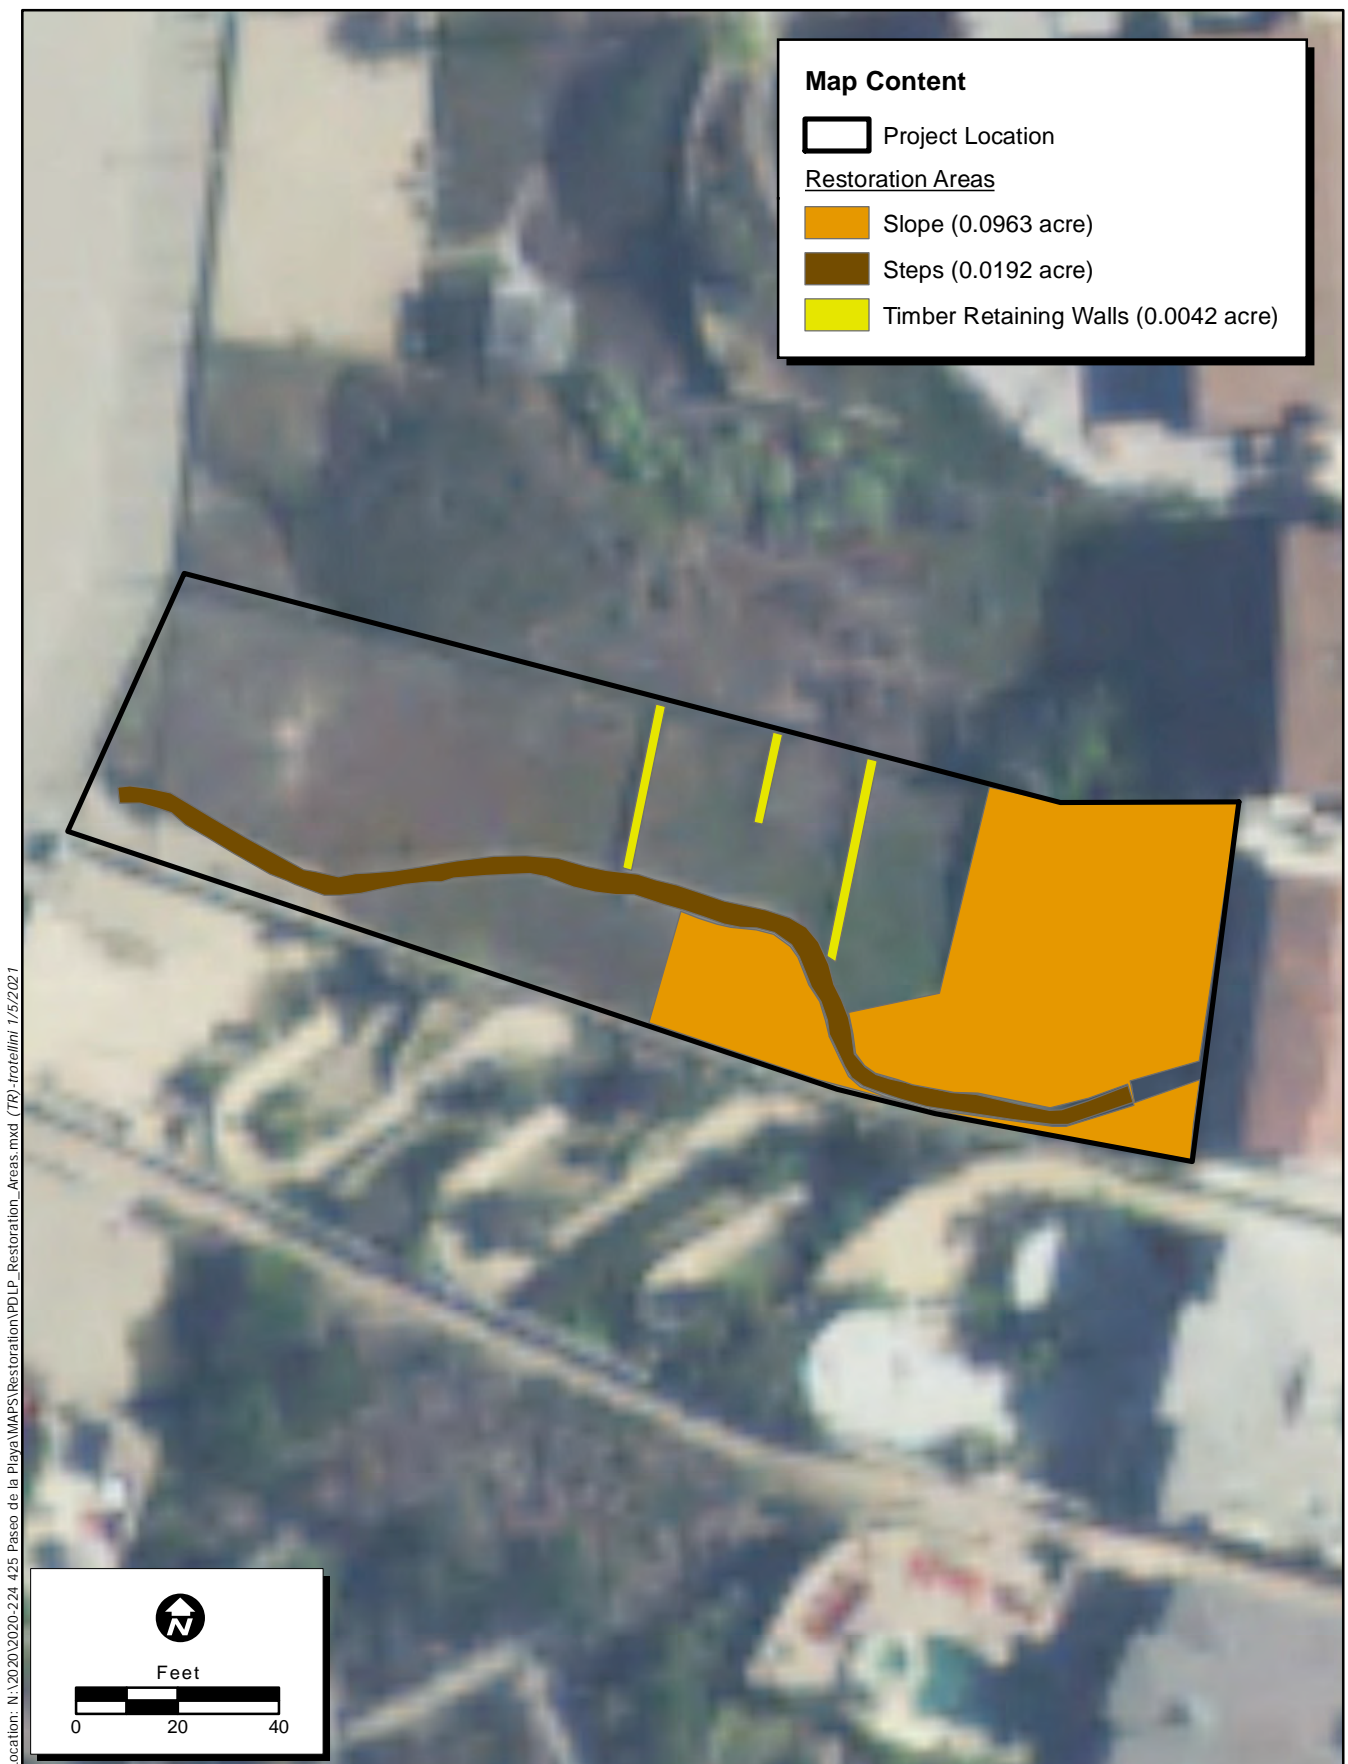 Map Content
Project Location
Restoration Areas
Slope (0.0963 acre)
Steps (0.0192 acre)
Timber Retaining Walls (0.0042 acre)
ocation: N:\2020\2020-224 425 Paseo de la Playa\MAPS\Restoration\PDLP_Restoration_Areas.mxd (TR)-trotellini 1/5/2021
N
Feet
0 20 40